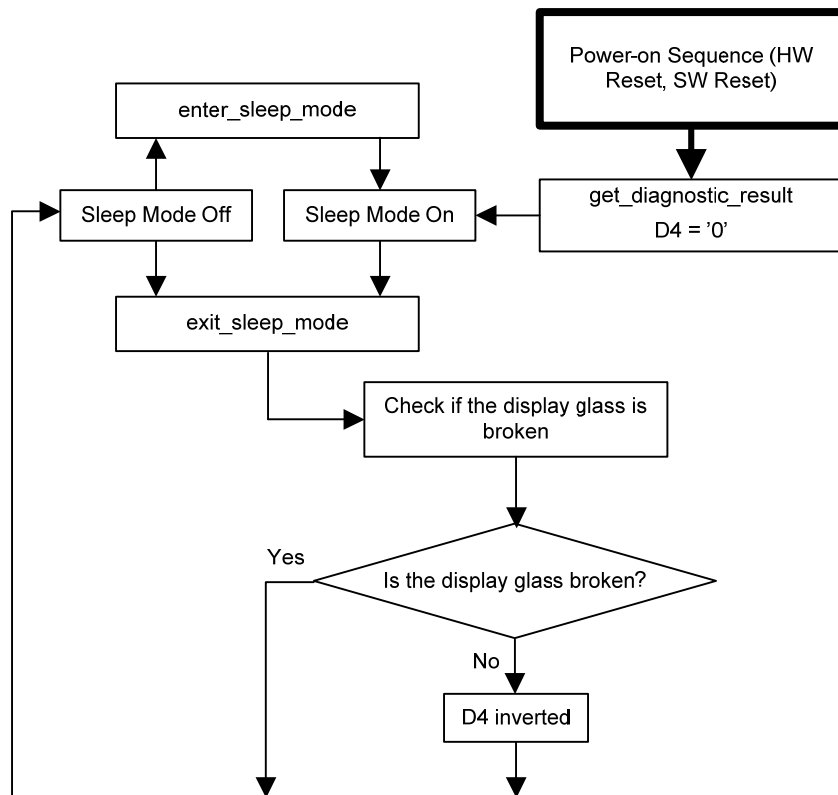 Power-on Sequence (HW
Reset, SW Reset)
enter_sleep_mode
get_diagnostic_result
D4 = '0'
Sleep Mode Off
Sleep Mode On
exit_sleep_mode
Check if the display glass is
broken
Yes
Is the display glass broken?
No
D4 inverted